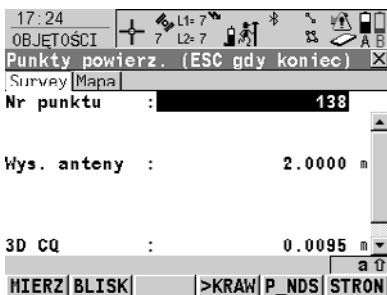 17:24
OBJĘTOŚCI
7
L1= 7
L2= 7
A B
Punkty powierz. (ESC gdy koniec)
Survey Mapa
Nr punktu : 138
Wys. anteny : 2.0000 m
3D CQ : 0.0095 m
a
MIERZ BLISK >KRAW P_NDS STRON